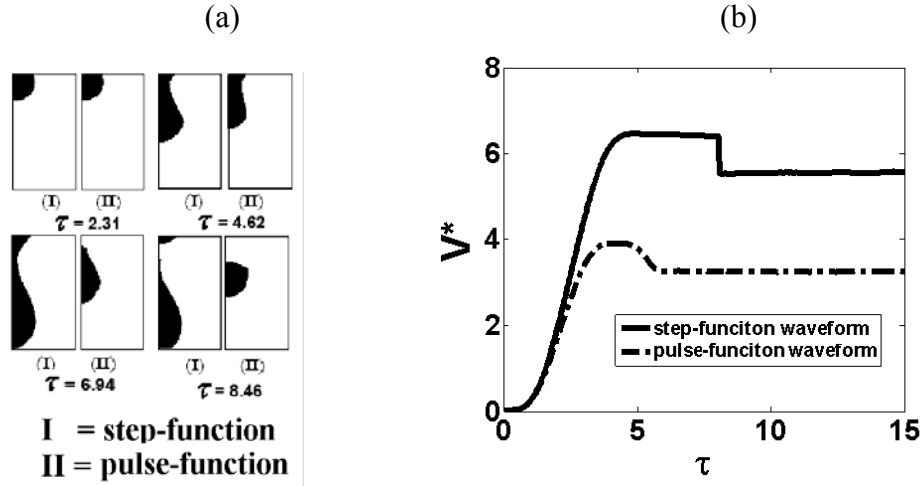 (a)
(I) (II) (I) (II)
τ = 2.31 τ = 4.62
(I) (II) (I) (II)
τ = 6.94 τ = 8.46
I = step-function
II = pulse-function
(b)
8
6
4
2
0
V*
step-funciton waveform
pulse-funciton waveform
0 5 10 15
τ